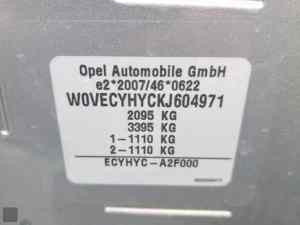 Opel Automobile GmbH
e2*2007/46*0622
W0VECYHYCKJ604971
2095 KG
3395 KG
1-1110 KG
2-1110 KG
ECYHYC-A2F000